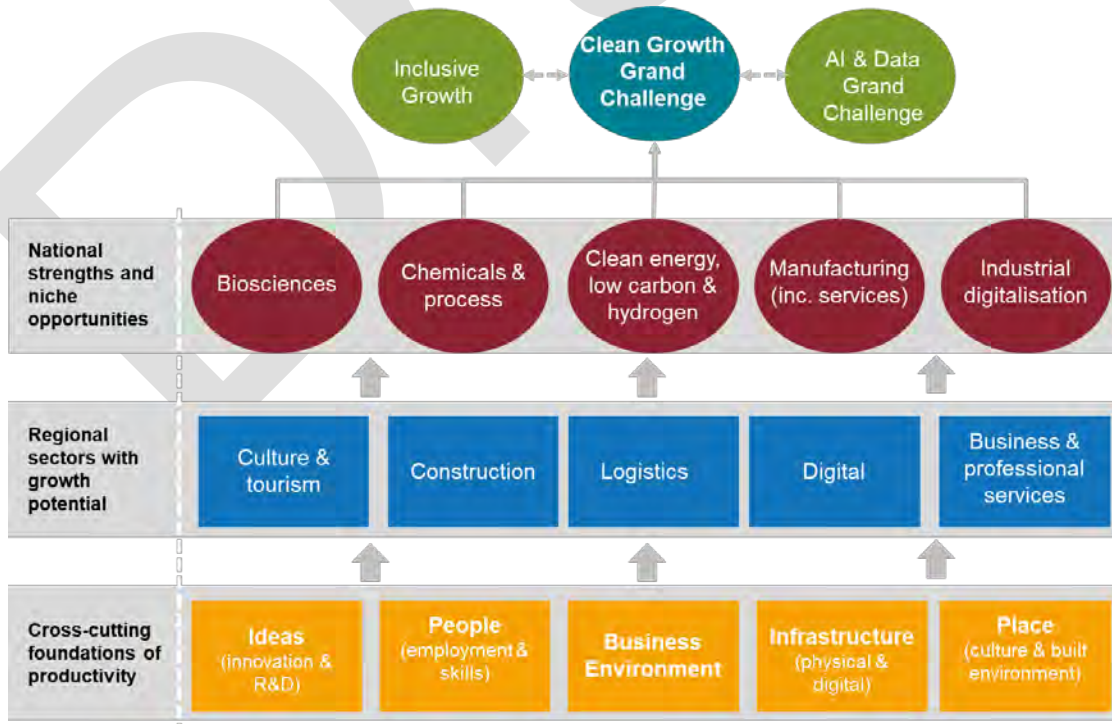 Inclusive
Growth
Clean Growth
Grand
Challenge
AI & Data
Grand
Challenge
National
strengths and
niche
opportunities
Biosciences
Chemicals &
process
Clean energy,
low carbon &
hydrogen
Manufacturing
(inc. services)
Industrial
digitalisation
Regional
sectors with
growth
potential
Culture &
tourism
Construction
Logistics
Digital
Business &
professional
services
Cross-cutting
foundations of
productivity
Ideas
(innovation &
R&D)
People
(employment &
skills)
Business
Environment
Infrastructure
(physical &
digital)
Place
(culture & built
environment)